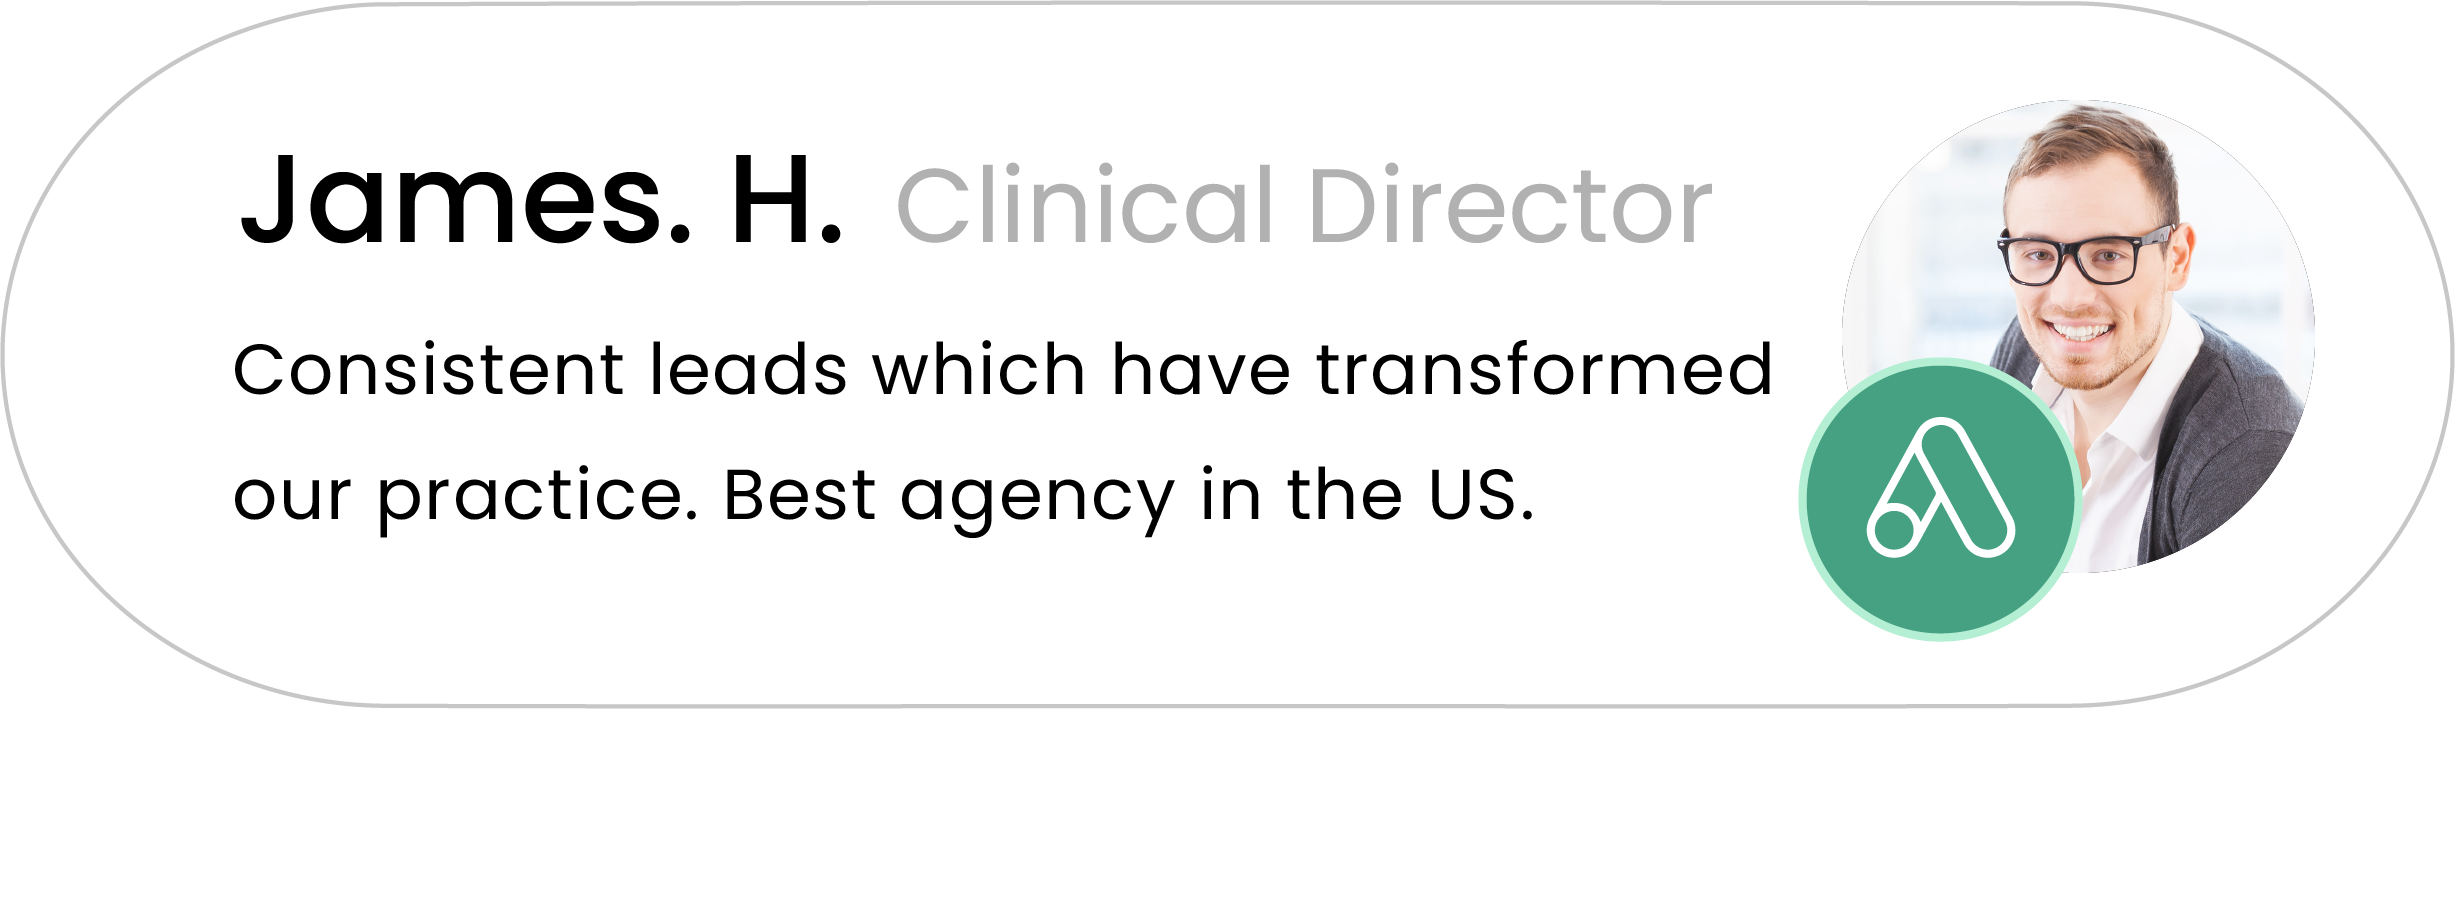 James. H. Clinical Director
Consistent leads which have transformed
our practice. Best agency in the US.